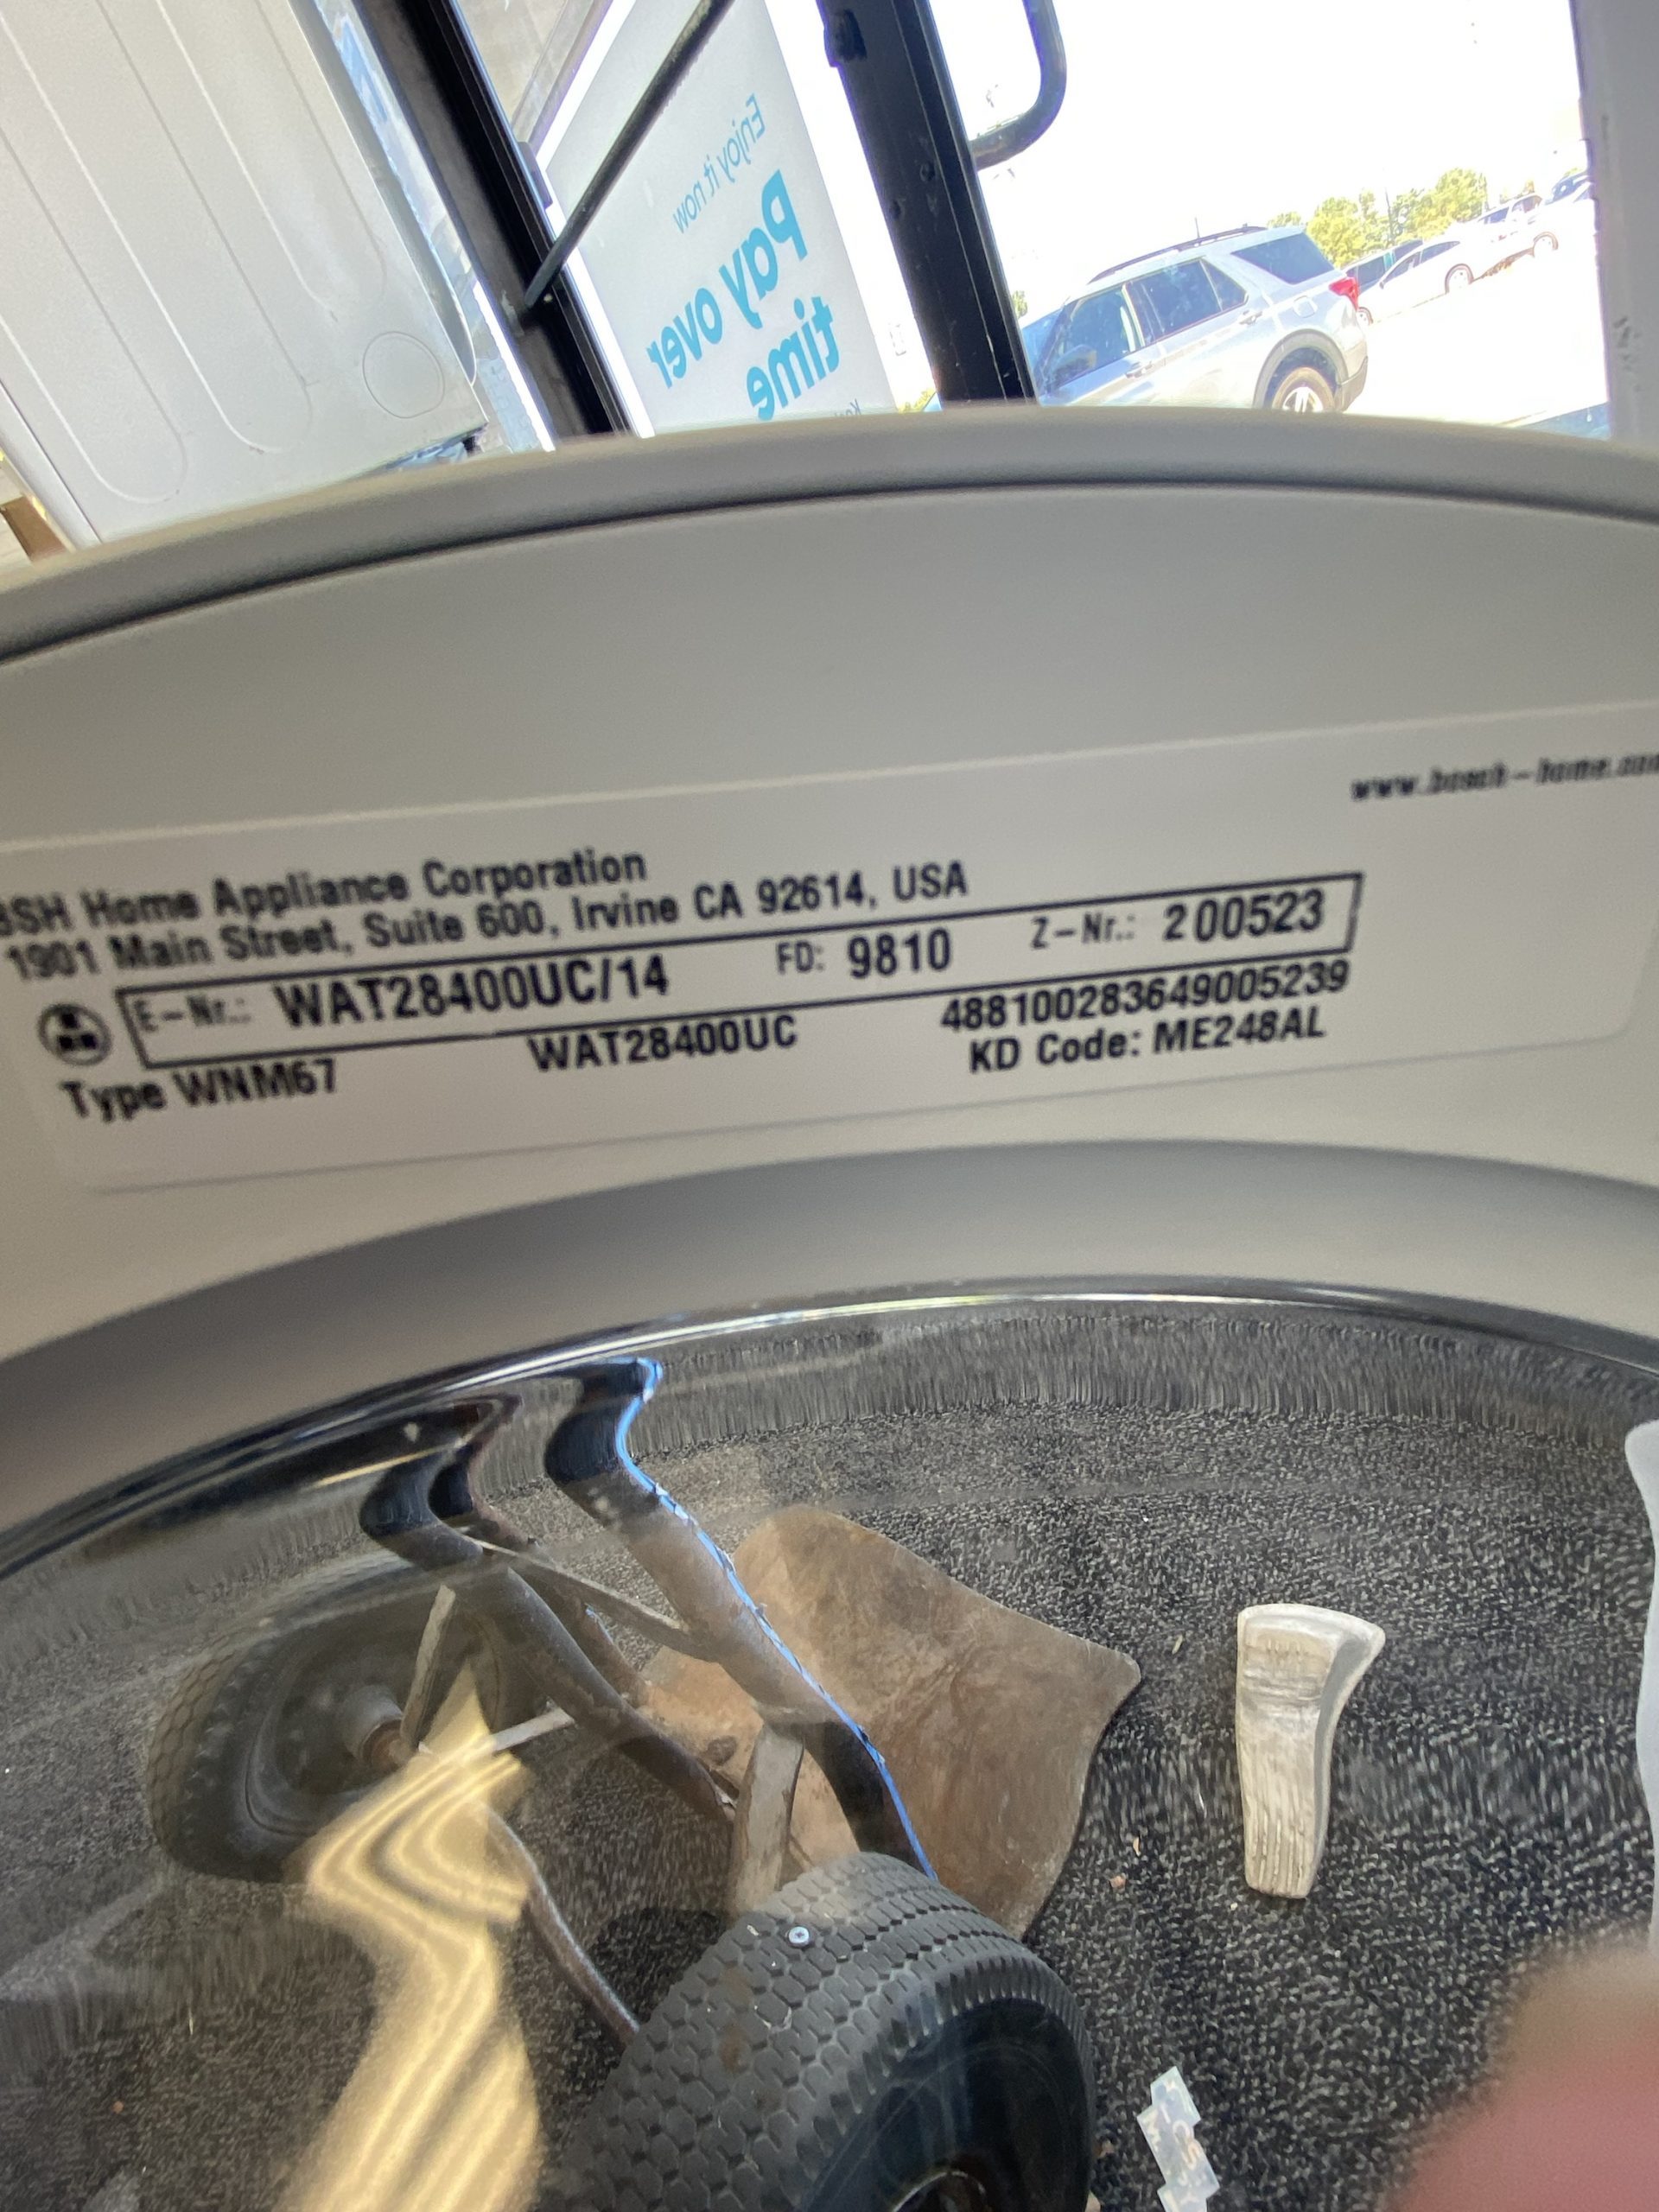 Enjoy it now
Pay over
time
www.bosch-home.com
BSH Home Appliance Corporation
1901 Main Street, Suite 600, Irvine CA 92614, USA
E-Nr.: WAT28400UC/14 FD: 9810 Z-Nr.: 200523
Type WNM67 WAT28400UC 488100283649005239
KD Code: ME248AL